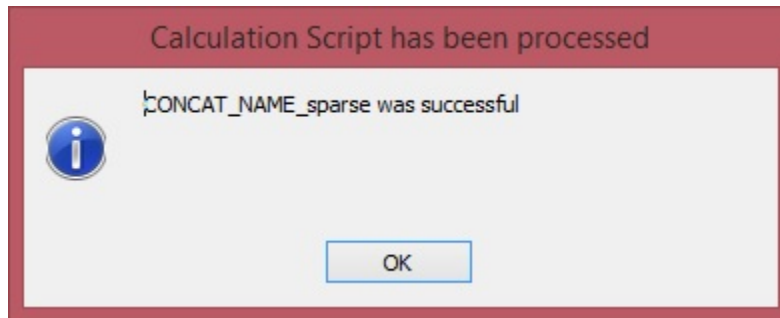 Calculation Script has been processed
CONCAT_NAME_sparse was successful
OK